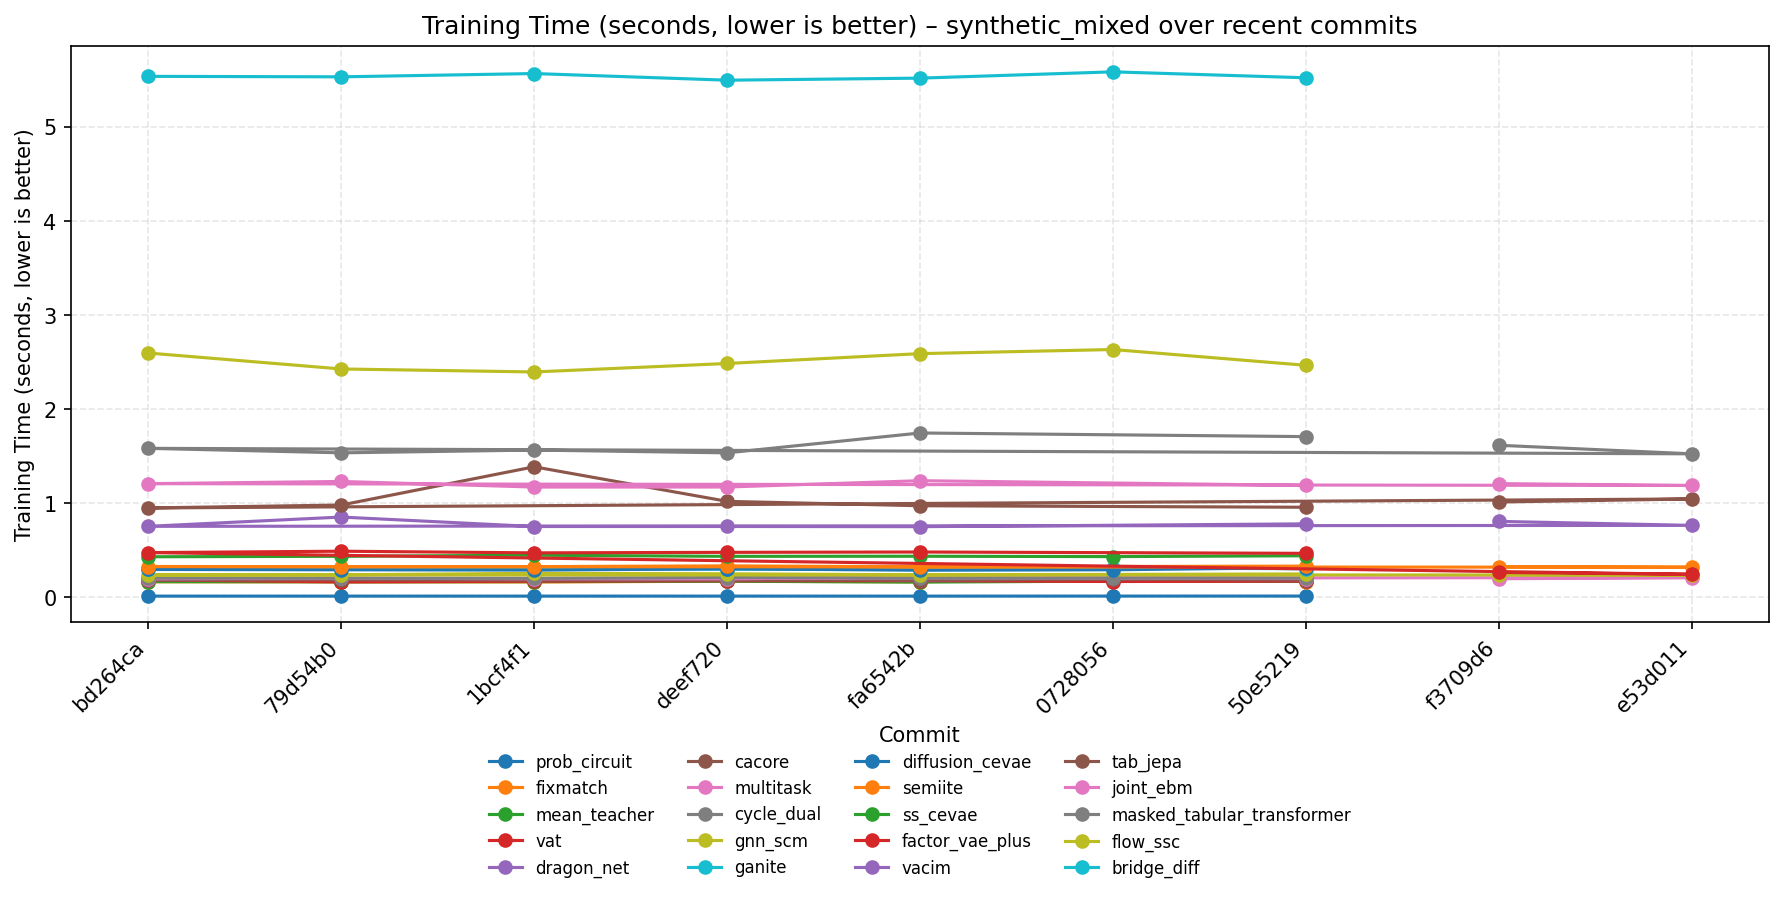 Training Time (seconds, lower is better) – synthetic_mixed over recent commits
Training Time (seconds, lower is better)
5
4
3
2
1
0
bd264ca
79d54b0
1bcf4f1
deef720
fa6542b
0728056
50e5219
f3709d6
e53d011
Commit
prob_circuit
fixmatch
mean_teacher
vat
dragon_net
cacore
multitask
cycle_dual
gnn_scm
ganite
diffusion_cevae
semiite
ss_cevae
factor_vae_plus
vacim
tab_jepa
joint_ebm
masked_tabular_transformer
flow_ssc
bridge_diff